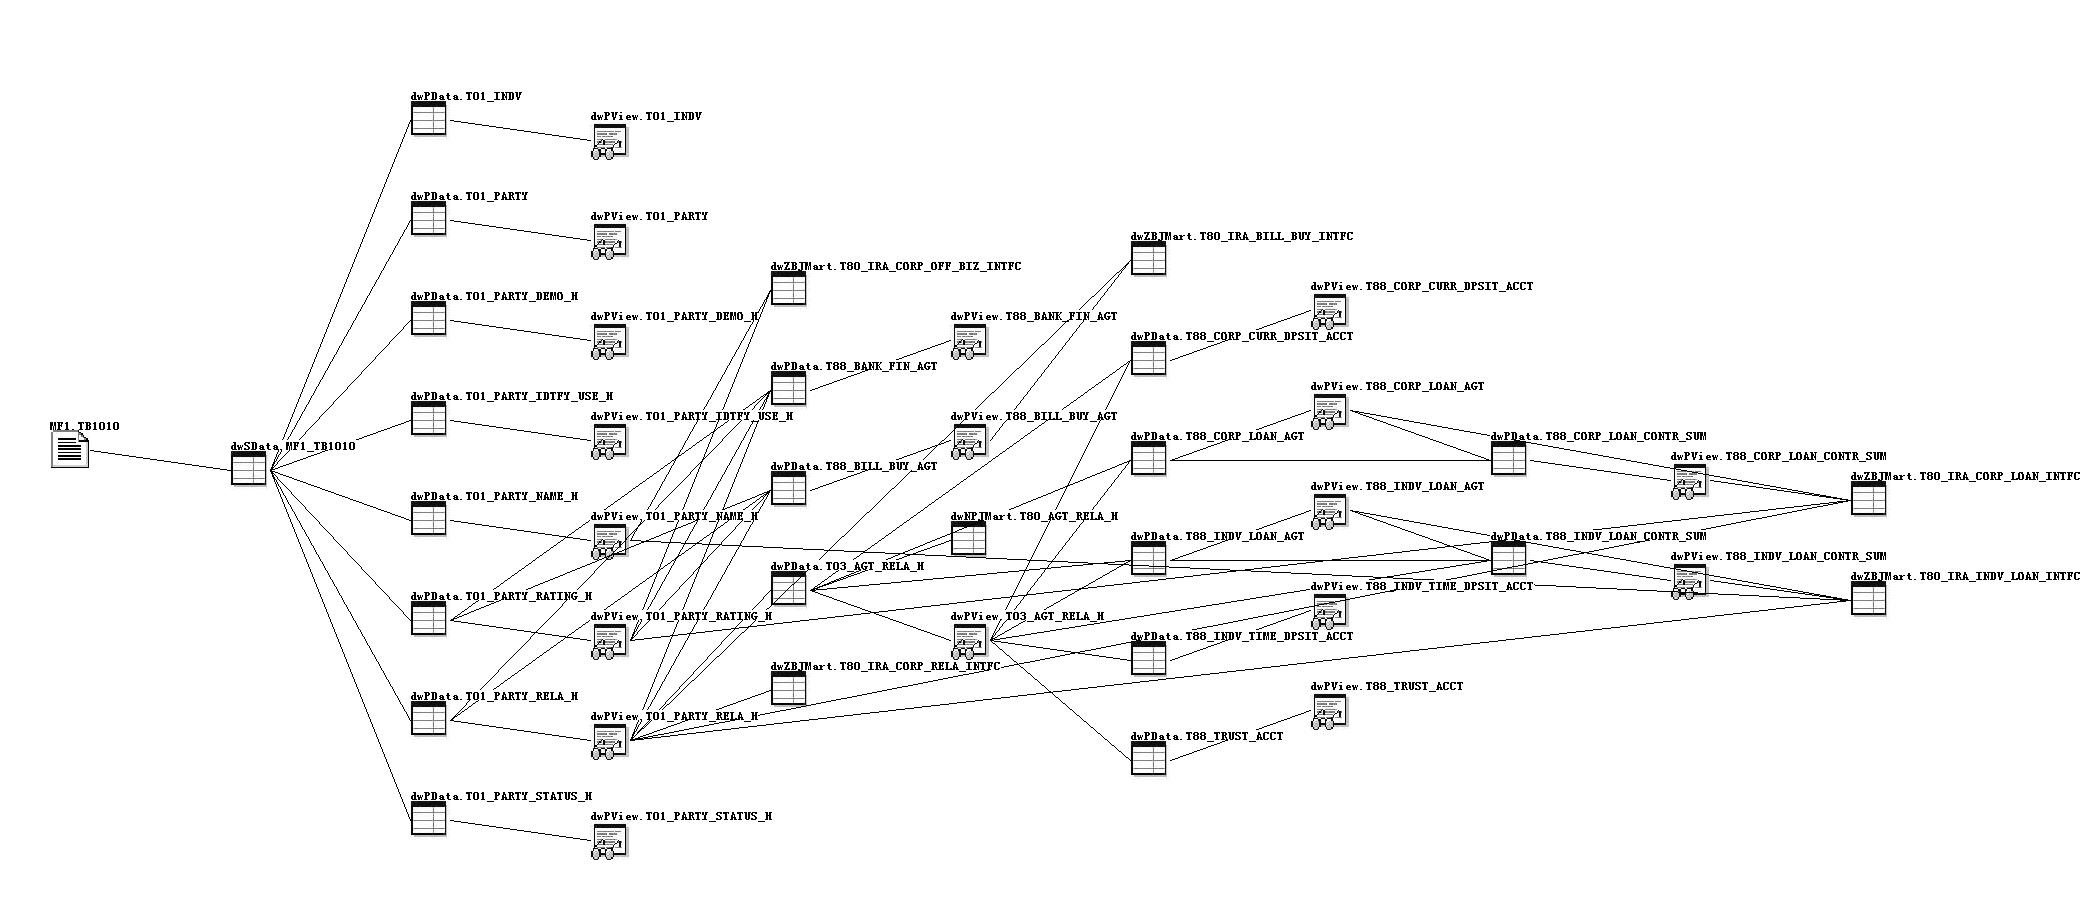 MF1.TB1010
dwSData.MF1_TB1010
dwPData.T01_INDV
dwPData.T01_PARTY
dwPData.T01_PARTY_DEMO_H
dwPData.T01_PARTY_IDTFY_USE_H
dwPData.T01_PARTY_NAME_H
dwPData.T01_PARTY_RATING_H
dwPData.T01_PARTY_RELA_H
dwPData.T01_PARTY_STATUS_H
dwPView.T01_INDV
dwPView.T01_PARTY
dwPView.T01_PARTY_DEMO_H
dwPView.T01_PARTY_IDTFY_USE_H
dwPView.T01_PARTY_NAME_H
dwPView.T01_PARTY_RATING_H
dwPView.T01_PARTY_RELA_H
dwPView.T01_PARTY_STATUS_H
dwZBJMart.T80_IRA_CORP_OFF_BIZ_INTFC
dwPData.T88_BANK_FIN_AGT
dwPData.T88_BILL_BUY_AGT
dwPData.T03_AGT_RELA_H
dwZBJMart.T80_IRA_CORP_RELA_INTFC
dwPView.T88_BANK_FIN_AGT
dwPView.T88_BILL_BUY_AGT
dwNPJMart.T80_AGT_RELA_H
dwPView.T03_AGT_RELA_H
dwZBJMart.T80_IRA_BILL_BUY_INTFC
dwPData.T88_CORP_CURR_DPSIT_ACCT
dwPData.T88_CORP_LOAN_AGT
dwPData.T88_INDV_LOAN_AGT
dwPData.T88_INDV_TIME_DPSIT_ACCT
dwPData.T88_TRUST_ACCT
dwPView.T88_CORP_CURR_DPSIT_ACCT
dwPView.T88_CORP_LOAN_AGT
dwPView.T88_INDV_LOAN_AGT
dwPView.T88_INDV_TIME_DPSIT_ACCT
dwPView.T88_TRUST_ACCT
dwPData.T88_CORP_LOAN_CONTR_SUM
dwPData.T88_INDV_LOAN_CONTR_SUM
dwPView.T88_CORP_LOAN_CONTR_SUM
dwPView.T88_INDV_LOAN_CONTR_SUM
dwZBJMart.T80_IRA_CORP_LOAN_INTFC
dwZBJMart.T80_IRA_INDV_LOAN_INTFC